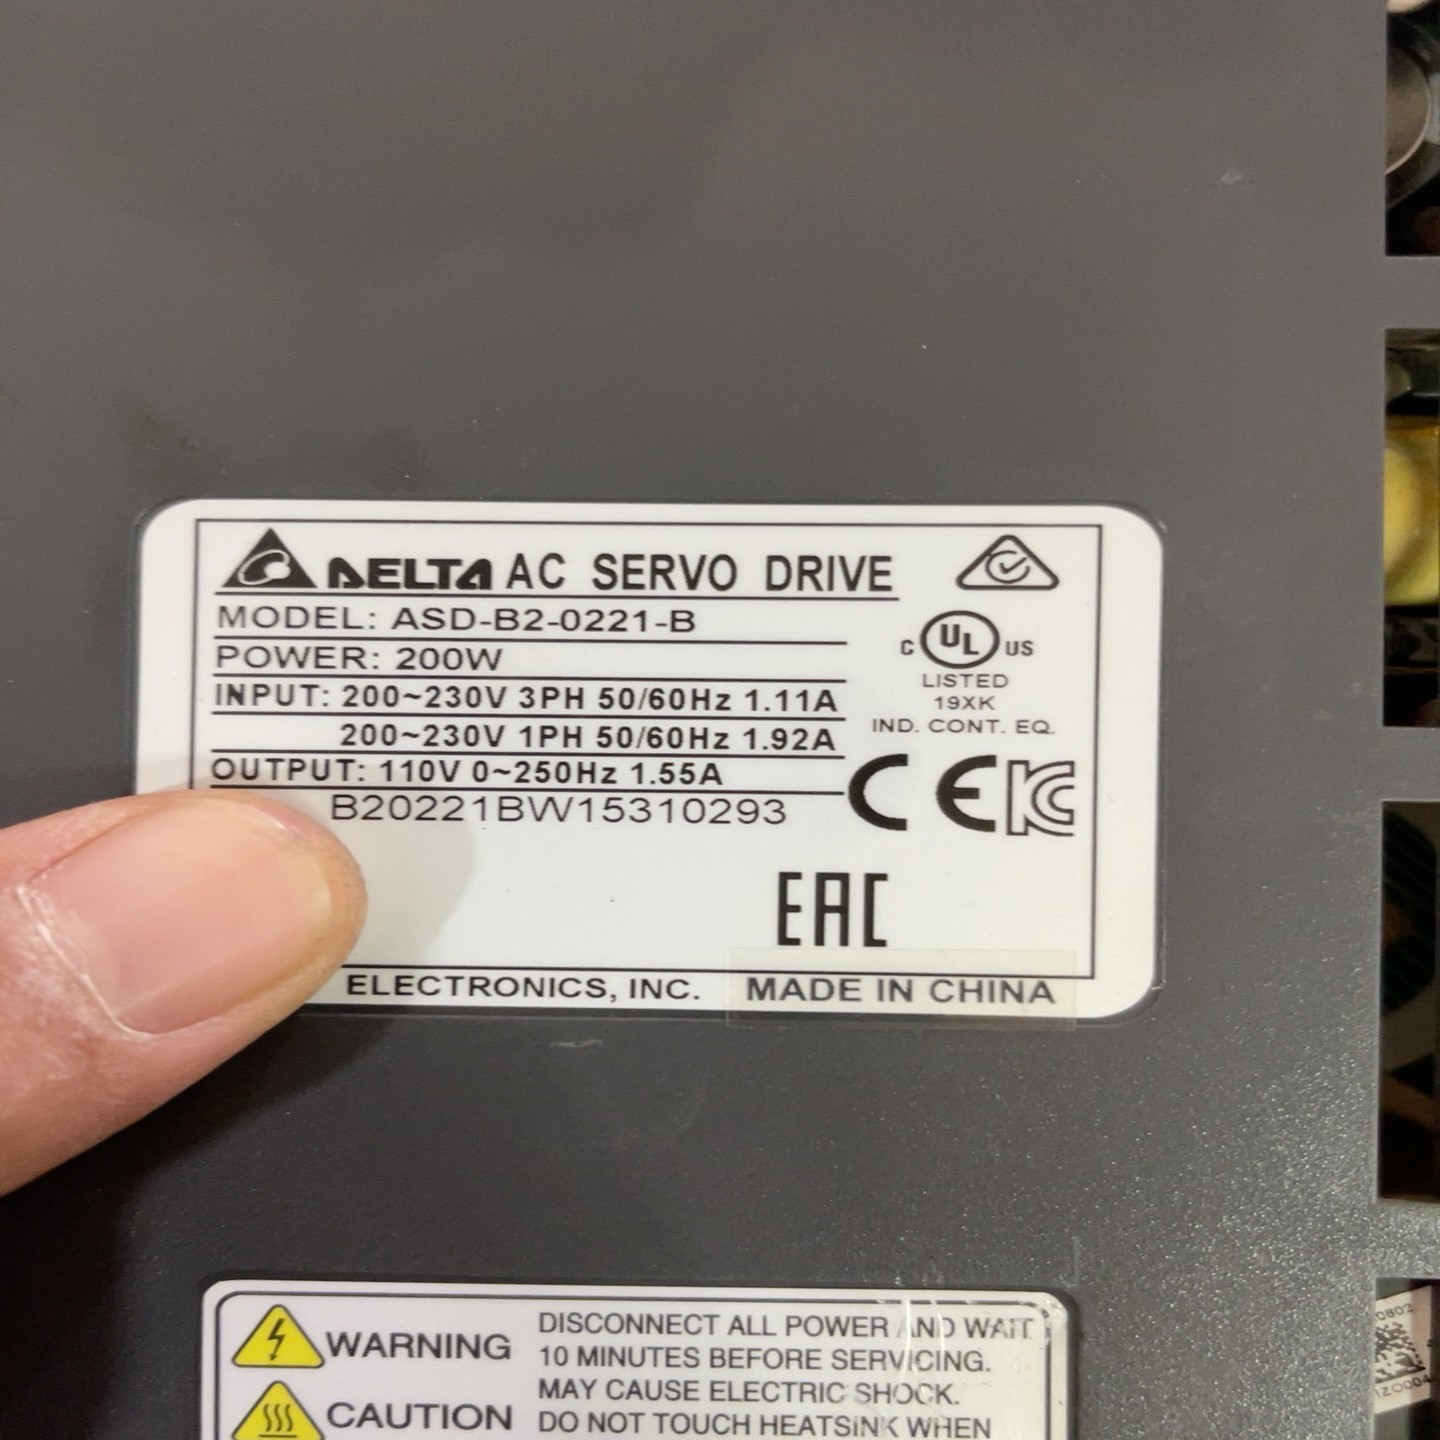 DELTA AC SERVO DRIVE
MODEL: ASD-B2-0221-B
POWER: 200W
INPUT: 200~230V 3PH 50/60Hz 1.11A
200~230V 1PH 50/60Hz 1.92A
OUTPUT: 110V 0~250Hz 1.55A
B20221BW15310293
C UL US
LISTED
19XK
IND. CONT. EQ.
CE KC
EAC
ELECTRONICS, INC. MADE IN CHINA
WARNING
DISCONNECT ALL POWER AND WAIT
10 MINUTES BEFORE SERVICING.
MAY CAUSE ELECTRIC SHOCK.
CAUTION
DO NOT TOUCH HEATSINK WHEN